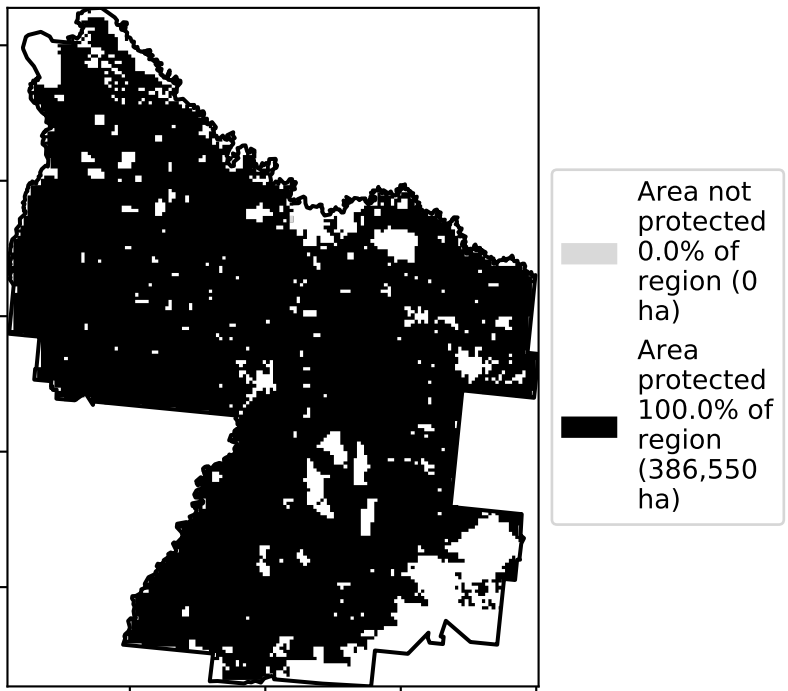 Area not
protected
0.0% of
region (0
ha)
Area
protected
100.0% of
region
(386,550
ha)